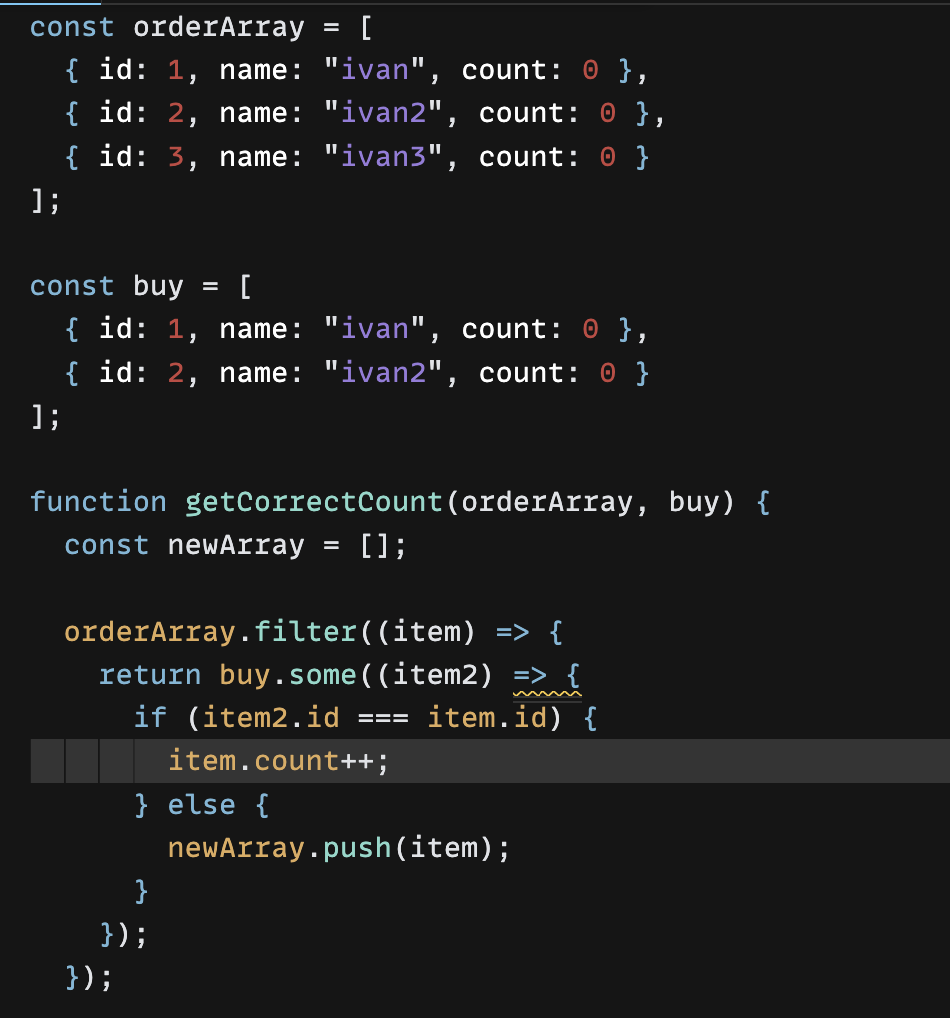 const orderArray = [
  { id: 1, name: "ivan", count: 0 },
  { id: 2, name: "ivan2", count: 0 },
  { id: 3, name: "ivan3", count: 0 }
];

const buy = [
  { id: 1, name: "ivan", count: 0 },
  { id: 2, name: "ivan2", count: 0 }
];

function getCorrectCount(orderArray, buy) {
  const newArray = [];

  orderArray.filter((item) => {
    return buy.some((item2) => {
      if (item2.id === item.id) {
        item.count++;
      } else {
        newArray.push(item);
      }
    });
  });